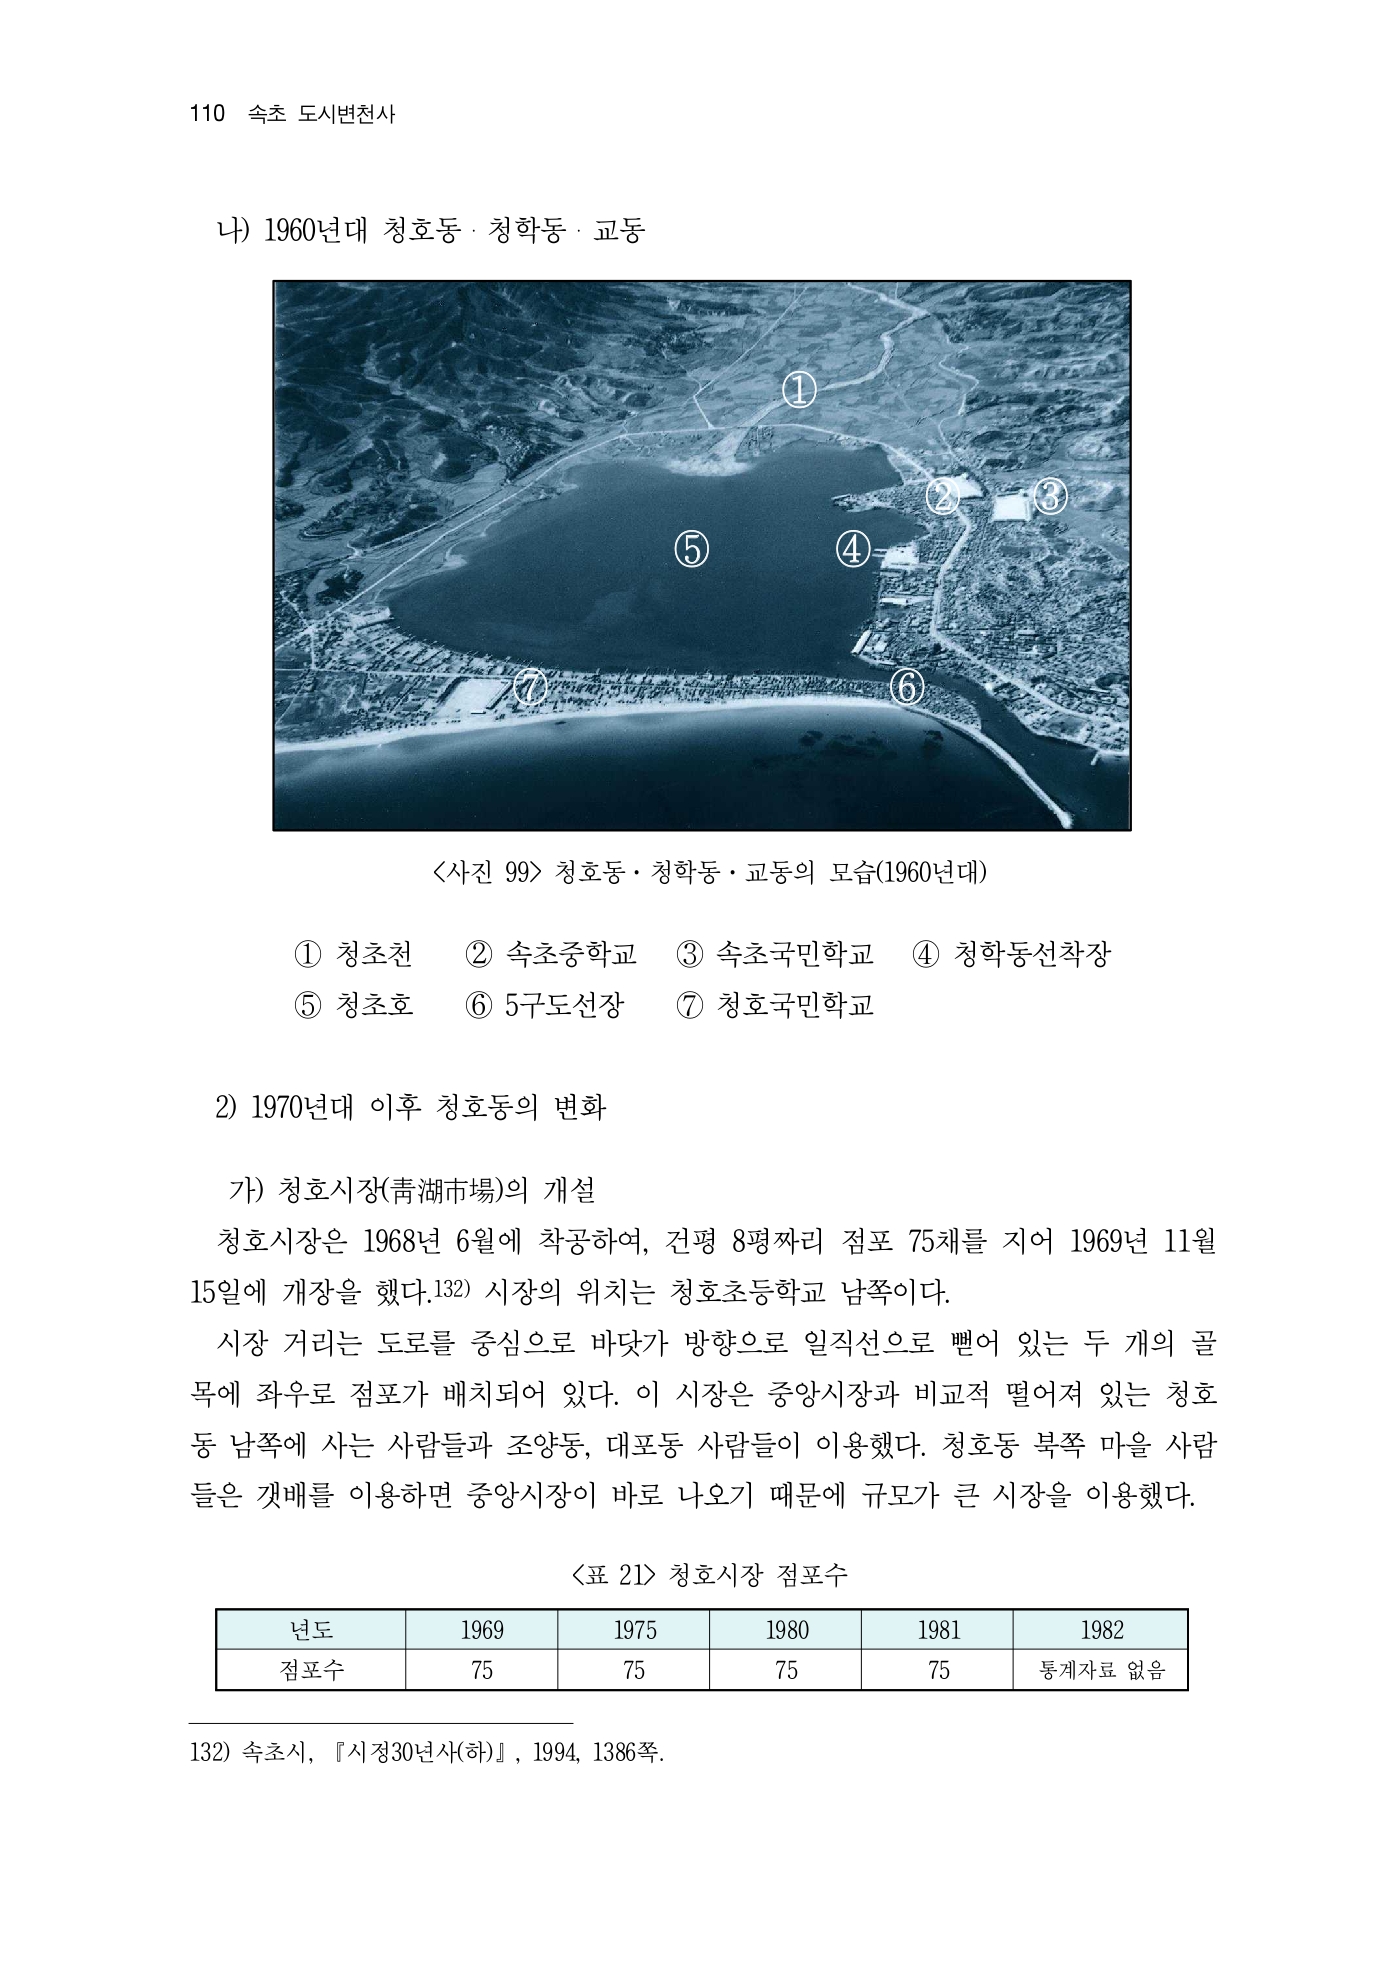 110 속초 도시변천사
나) 1960년대 청호동 · 청학동 · 교동
①
②
③
④
⑤
⑥
⑦
<사진 99> 청호동 · 청학동 · 교동의 모습(1960년대)
① 청초천 ② 속초중학교 ③ 속초국민학교 ④ 청학동선착장
⑤ 청초호 ⑥ 5구도선장 ⑦ 청호국민학교
2) 1970년대 이후 청호동의 변화
가) 청호시장(靑湖市場)의 개설
청호시장은 1968년 6월에 착공하여, 건평 8평짜리 점포 75채를 지어 1969년 11월
15일에 개장을 했다.132) 시장의 위치는 청호초등학교 남쪽이다.
시장 거리는 도로를 중심으로 바닷가 방향으로 일직선으로 뻗어 있는 두 개의 골
목에 좌우로 점포가 배치되어 있다. 이 시장은 중앙시장과 비교적 떨어져 있는 청호
동 남쪽에 사는 사람들과 조양동, 대포동 사람들이 이용했다. 청호동 북쪽 마을 사람
들은 갯배를 이용하면 중앙시장이 바로 나오기 때문에 규모가 큰 시장을 이용했다.
<표 21> 청호시장 점포수
년도 1969 1975 1980 1981 1982
점포수 75 75 75 75 통계자료 없음
132) 속초시, 『시정30년사(하)』, 1994, 1386쪽.